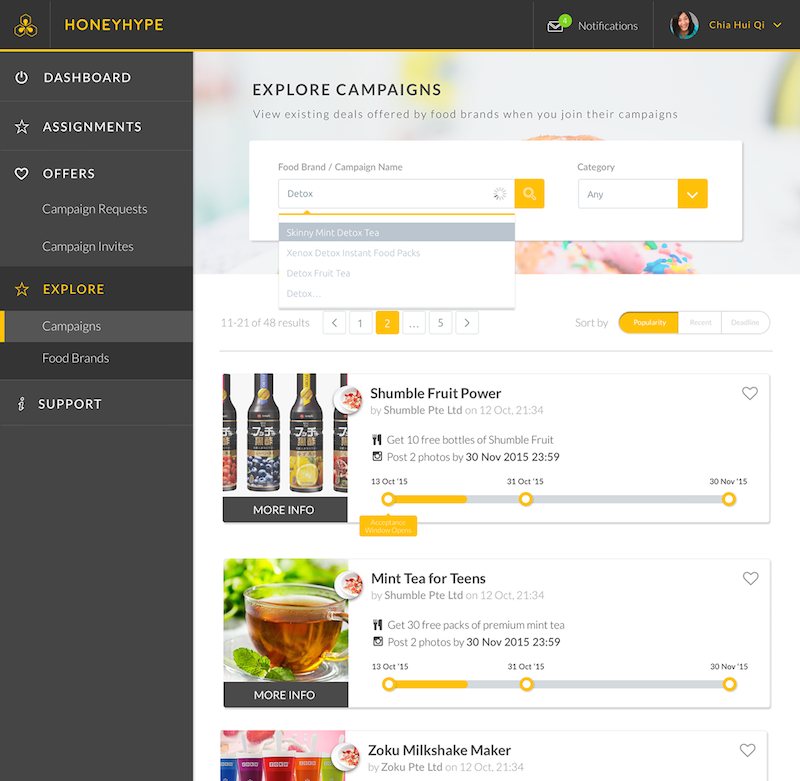 HONEYHYPE
4
Notifications
Chia Hui Qi
DASHBOARD
ASSIGNMENTS
OFFERS
Campaign Requests
Campaign Invites
EXPLORE
Campaigns
Food Brands
SUPPORT
EXPLORE CAMPAIGNS
View existing deals offered by food brands when you join their campaigns
Food Brand / Campaign Name
Category
Detox
Any
Skinny Mint Detox Tea
Xenox Detox Instant Food Packs
Detox Fruit Tea
Detox...
11-21 of 48 results
1
2
...
5
Sort by
Popularity
Recent
Deadline
Shumble Fruit Power
by Shumble Pte Ltd on 12 Oct, 21:34
Get 10 free bottles of Shumble Fruit
Post 2 photos by 30 Nov 2015 23:59
13 Oct '15
31 Oct '15
30 Nov '15
MORE INFO
Acceptance
Window Opens
Mint Tea for Teens
by Shumble Pte Ltd on 12 Oct, 21:34
Get 30 free packs of premium mint tea
Post 2 photos by 30 Nov 2015 23:59
13 Oct '15
31 Oct '15
30 Nov '15
MORE INFO
Zoku Milkshake Maker
by Zoku Pte Ltd on 12 Oct, 21:34
ZOKU
ZOKU
ZOKU